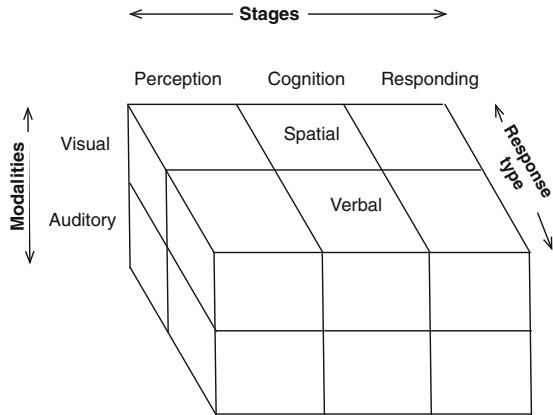 Stages
Perception Cognition Responding
Visual
Spatial
Auditory
Verbal
Modalities
Response
type